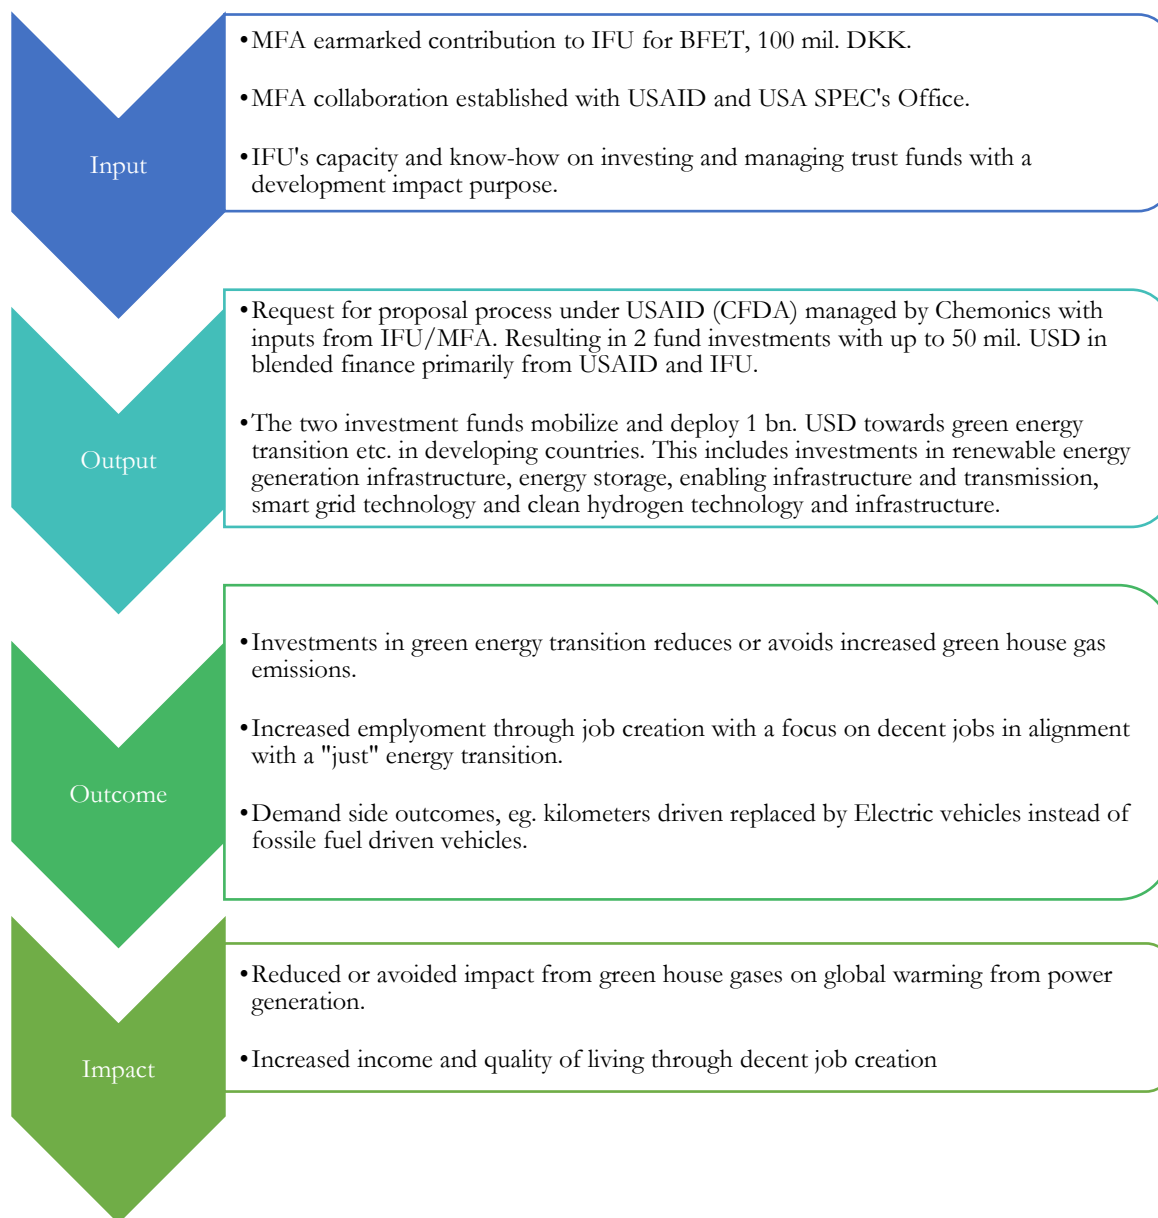 Input
•MFA earmarked contribution to IFU for BFET, 100 mil. DKK.
•MFA collaboration established with USAID and USA SPEC's Office.
•IFU's capacity and know-how on investing and managing trust funds with a
development impact purpose.
Output
•Request for proposal process under USAID (CFDA) managed by Chemonics with
inputs from IFU/MFA. Resulting in 2 fund investments with up to 50 mil. USD in
blended finance primarily from USAID and IFU.
•The two investment funds mobilize and deploy 1 bn. USD towards green energy
transition etc. in developing countries. This includes investments in renewable energy
generation infrastructure, energy storage, enabling infrastructure and transmission,
smart grid technology and clean hydrogen technology and infrastructure.
Outcome
•Investments in green energy transition reduces or avoids increased green house gas
emissions.
•Increased emplyoment through job creation with a focus on decent jobs in alignment
with a "just" energy transition.
•Demand side outcomes, eg. kilometers driven replaced by Electric vehicles instead of
fossile fuel driven vehicles.
Impact
•Reduced or avoided impact from green house gases on global warming from power
generation.
•Increased income and quality of living through decent job creation